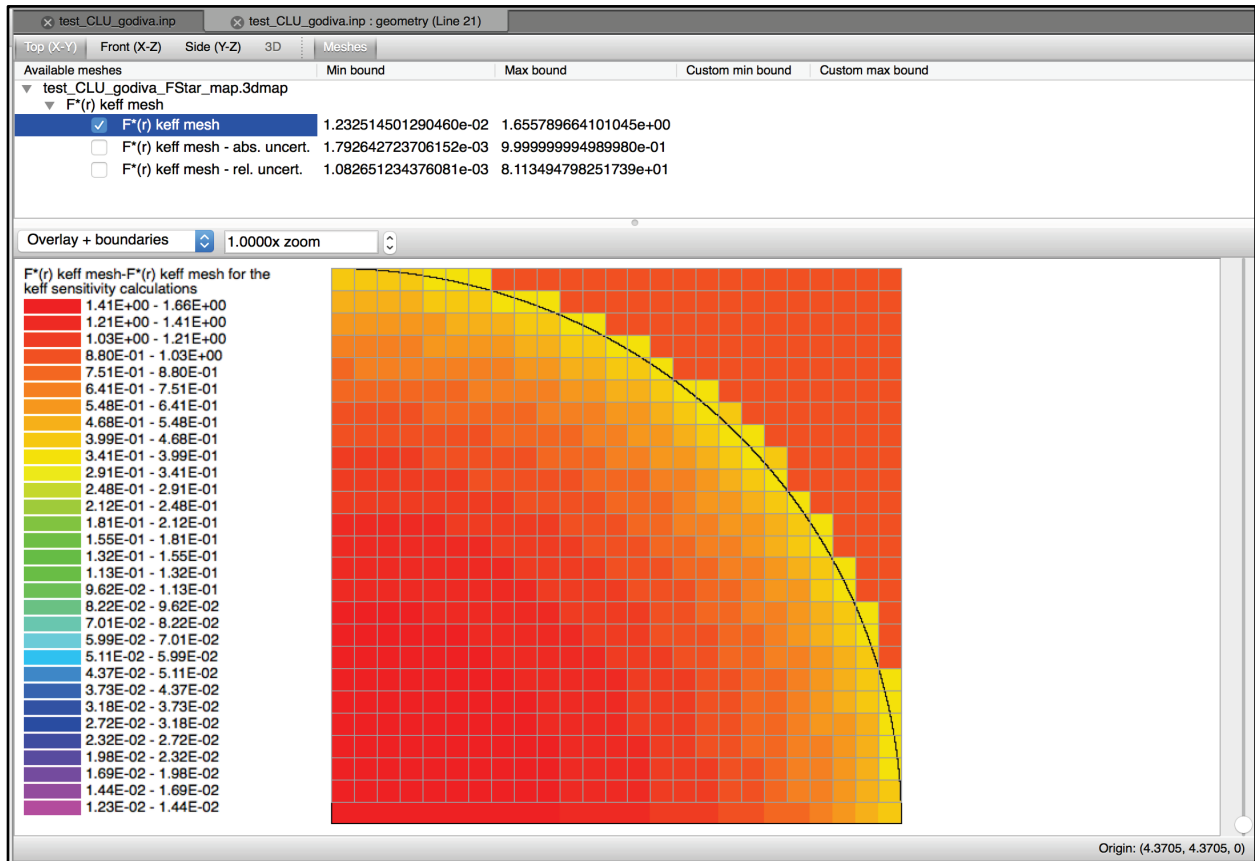 test_CLU_godiva.inp
test_CLU_godiva.inp : geometry (Line 21)
Top (X-Y) Front (X-Z) Side (Y-Z) 3D Meshes
Available meshes Min bound Max bound Custom min bound Custom max bound
test_CLU_godiva_FStar_map.3dmap
F*(r) keff mesh
F*(r) keff mesh 1.232514501290460e-02 1.655789664101045e+00
F*(r) keff mesh - abs. uncert. 1.792642723706152e-03 9.999999994989980e-01
F*(r) keff mesh - rel. uncert. 1.082651234376081e-03 8.113494798251739e+01
Overlay + boundaries 1.0000x zoom
F*(r) keff mesh-F*(r) keff mesh for the
keff sensitivity calculations
1.41E+00 - 1.66E+00
1.21E+00 - 1.41E+00
1.03E+00 - 1.21E+00
8.80E-01 - 1.03E+00
7.51E-01 - 8.80E-01
6.41E-01 - 7.51E-01
5.48E-01 - 6.41E-01
4.68E-01 - 5.48E-01
3.99E-01 - 4.68E-01
3.41E-01 - 3.99E-01
2.91E-01 - 3.41E-01
2.48E-01 - 2.91E-01
2.12E-01 - 2.48E-01
1.81E-01 - 2.12E-01
1.55E-01 - 1.81E-01
1.32E-01 - 1.55E-01
1.13E-01 - 1.32E-01
9.62E-02 - 1.13E-01
8.22E-02 - 9.62E-02
7.01E-02 - 8.22E-02
5.99E-02 - 7.01E-02
5.11E-02 - 5.99E-02
4.37E-02 - 5.11E-02
3.73E-02 - 4.37E-02
3.18E-02 - 3.73E-02
2.72E-02 - 3.18E-02
2.32E-02 - 2.72E-02
1.98E-02 - 2.32E-02
1.69E-02 - 1.98E-02
1.44E-02 - 1.69E-02
1.23E-02 - 1.44E-02
Origin: (4.3705, 4.3705, 0)